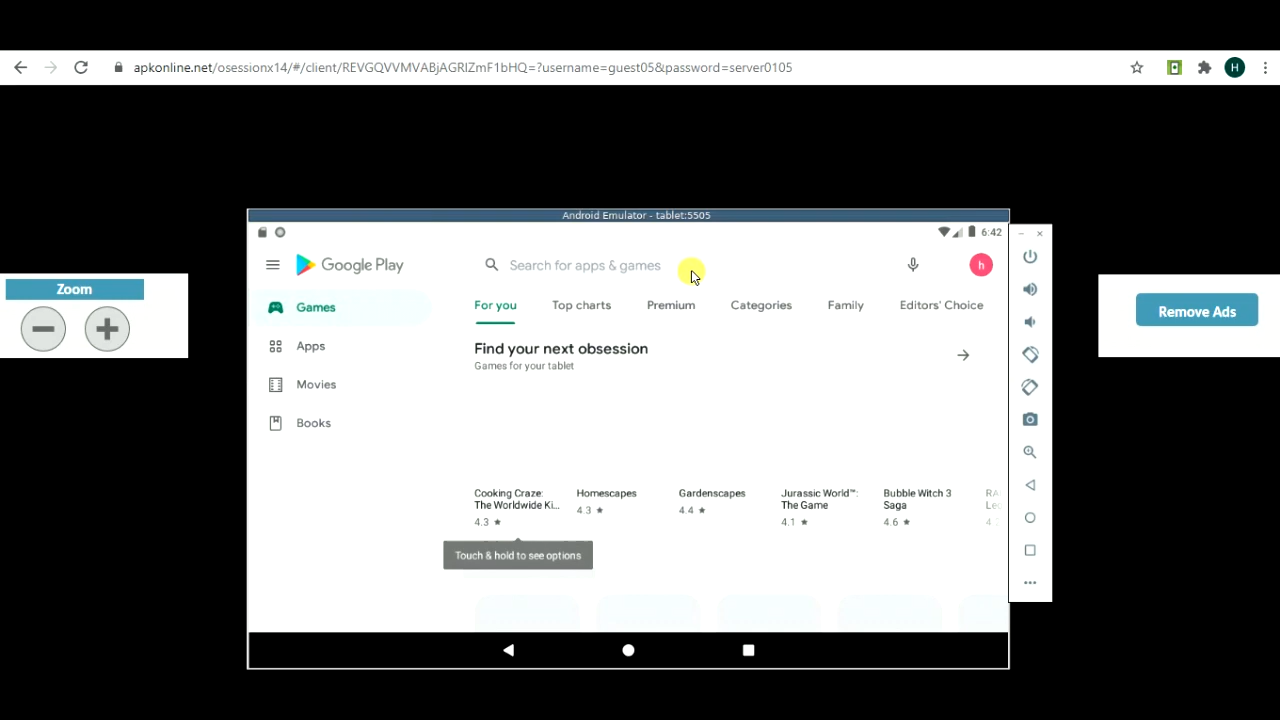 apkonline.net/osessionx14/#/client/REVGQVVMVABjAGRlZmF1bHQ=?username=guest05&password=server0105
H
Android Emulator - tablet:5505
6:42
Google Play
Search for apps & games
h
Zoom
Remove Ads
Games
For you
Top charts
Premium
Categories
Family
Editors' Choice
Apps
Movies
Books
Find your next obsession
Games for your tablet
Cooking Craze:
The Worldwide Ki...
4.3 ★
Homescapes
4.3 ★
Gardenscapes
4.4 ★
Jurassic World™:
The Game
4.1 ★
Bubble Witch 3
Saga
4.6 ★
Touch & hold to see options